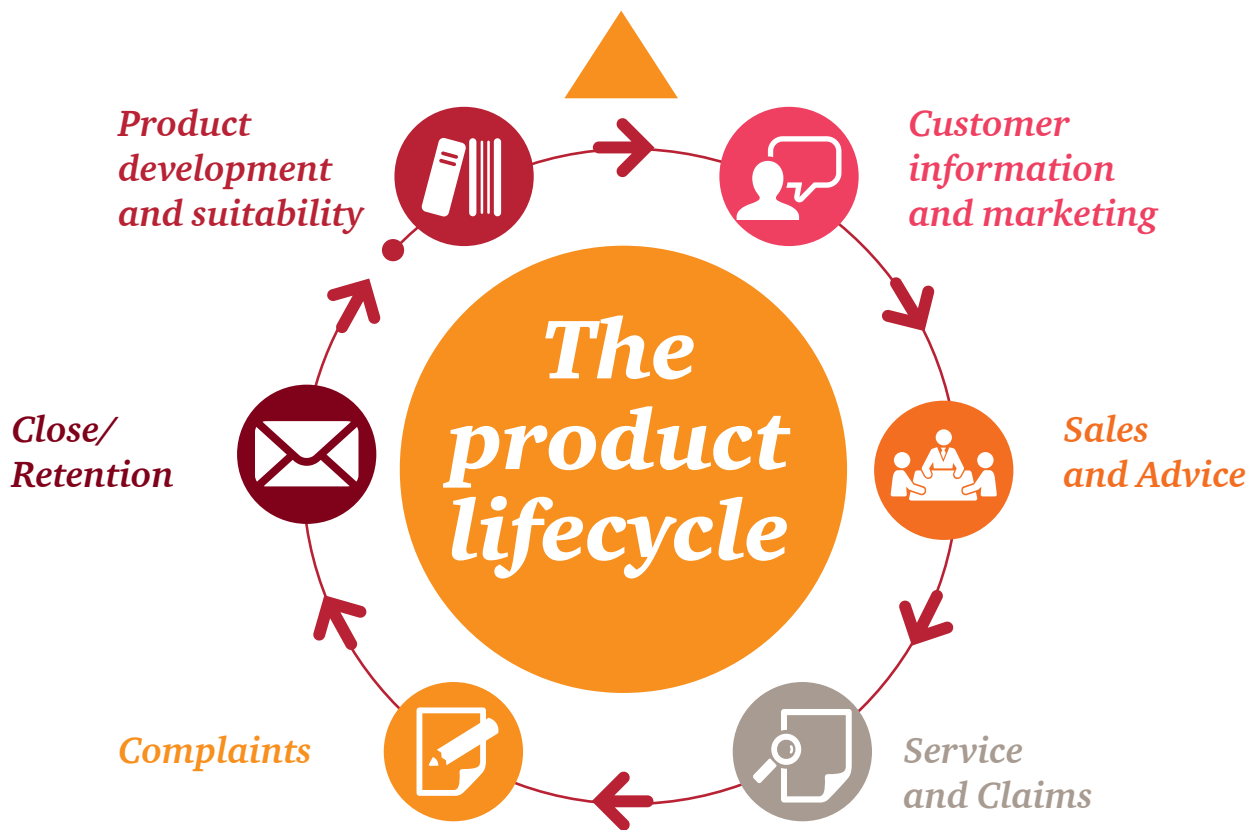 Product
development
and suitability
Customer
information
and marketing
The
product
lifecycle
Close/
Retention
Sales
and Advice
Complaints
Service
and Claims